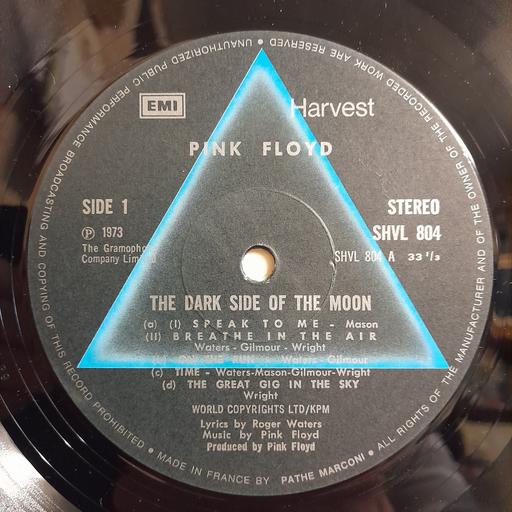 UNAUTHORIZED PUBLIC PERFORMANCE BROADCASTING AND COPYING OF THIS RECORD PROHIBITED • MADE IN FRANCE BY PATHE MARCONI • ALL RIGHTS OF THE MANUFACTURER AND OF THE OWNER OF THE RECORDED WORK ARE RESERVED •
EMI
Harvest
PINK FLOYD
SIDE 1
STEREO
SHVL 804
℗ 1973
The Gramoph
Company Limited
SHVL 804 A 33 1/3
THE DARK SIDE OF THE MOON
(a) (I) SPEAK TO ME - Mason
(II) BREATHE IN THE AIR
Waters - Gilmour - Wright
ON THE RUN - Waters - Gilmour
(c) TIME - Waters-Mason-Gilmour-Wright
(d) THE GREAT GIG IN THE SKY
Wright
WORLD COPYRIGHTS LTD/KPM
Lyrics by Roger Waters
Music by Pink Floyd
Produced by Pink Floyd